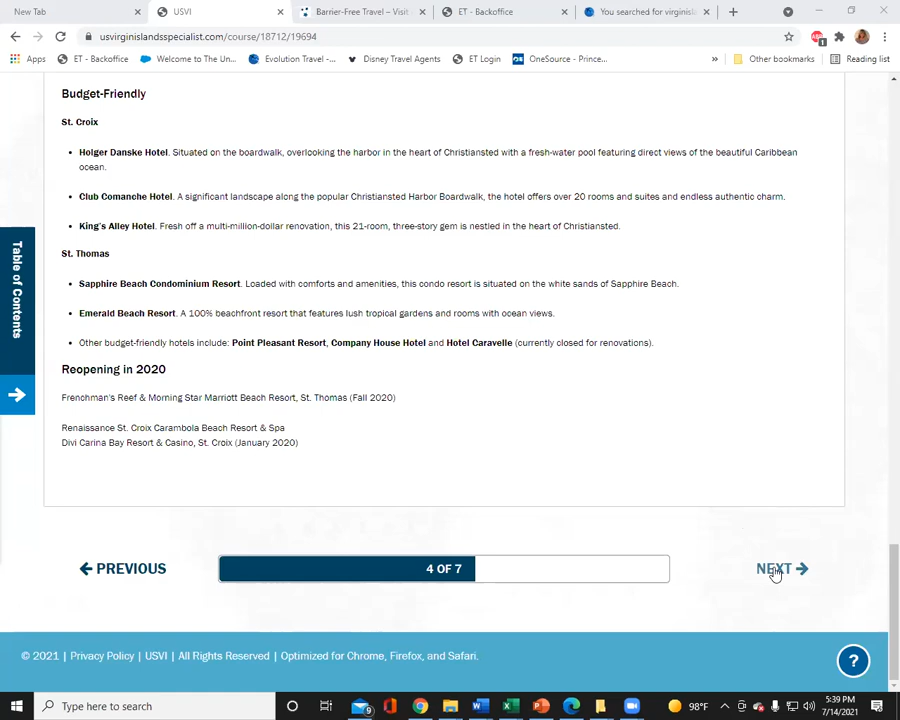 New Tab
USVI
Barrier-Free Travel – Visit
ET - Backoffice
You searched for virginisl
usvirginislandsspecialist.com/course/18712/19694
Apps
ET - Backoffice
Welcome to The Un...
Evolution Travel -...
Disney Travel Agents
ET Login
OneSource - Prince...
»
Other bookmarks
Reading list
Budget-Friendly
St. Croix
• Holger Danske Hotel. Situated on the boardwalk, overlooking the harbor in the heart of Christiansted with a fresh-water pool featuring direct views of the beautiful Caribbean
ocean.
• Club Comanche Hotel. A significant landscape along the popular Christiansted Harbor Boardwalk, the hotel offers over 20 rooms and suites and endless authentic charm.
• King's Alley Hotel. Fresh off a multi-million-dollar renovation, this 21-room, three-story gem is nestled in the heart of Christiansted.
St. Thomas
• Sapphire Beach Condominium Resort. Loaded with comforts and amenities, this condo resort is situated on the white sands of Sapphire Beach.
• Emerald Beach Resort. A 100% beachfront resort that features lush tropical gardens and rooms with ocean views.
• Other budget-friendly hotels include: Point Pleasant Resort, Company House Hotel and Hotel Caravelle (currently closed for renovations).
Reopening in 2020
Frenchman's Reef & Morning Star Marriott Beach Resort, St. Thomas (Fall 2020)
Renaissance St. Croix Carambola Beach Resort & Spa
Divi Carina Bay Resort & Casino, St. Croix (January 2020)
Table of Contents
PREVIOUS
4 OF 7
NEXT
© 2021 | Privacy Policy | USVI | All Rights Reserved | Optimized for Chrome, Firefox, and Safari.
?
Type here to search
98°F
5:39 PM
7/14/2021